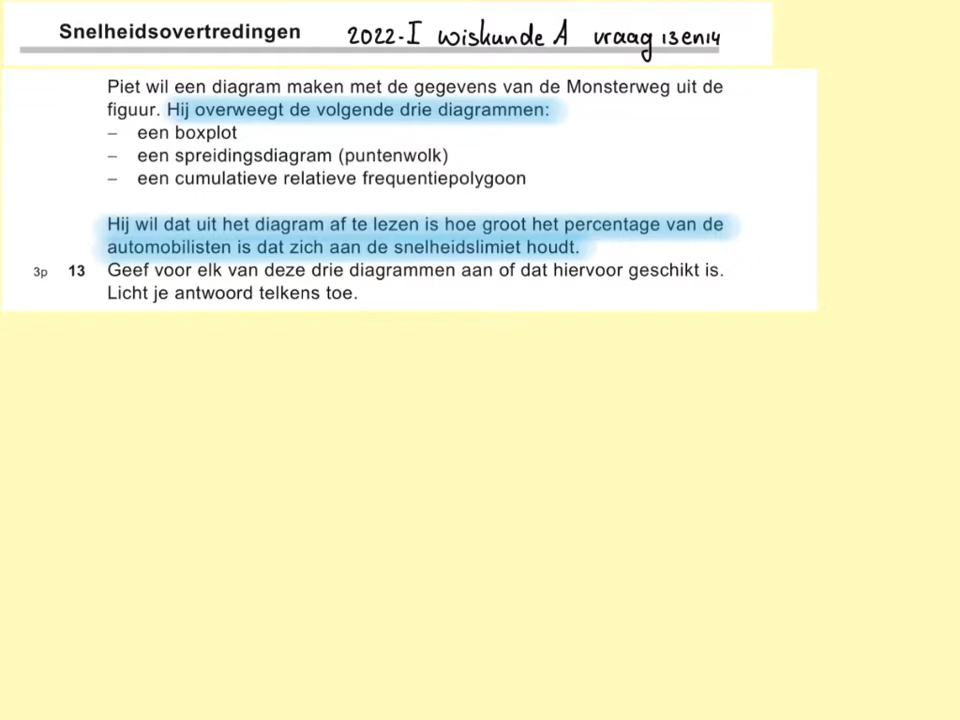 Snelheidsovertredingen 2022-I wiskunde A vraag 13 en 14
Piet wil een diagram maken met de gegevens van de Monsterweg uit de
figuur. Hij overweegt de volgende drie diagrammen:
– een boxplot
– een spreidingsdiagram (puntenwolk)
– een cumulatieve relatieve frequentiepolygoon
Hij wil dat uit het diagram af te lezen is hoe groot het percentage van de
automobilisten is dat zich aan de snelheidslimiet houdt.
3p 13 Geef voor elk van deze drie diagrammen aan of dat hiervoor geschikt is.
Licht je antwoord telkens toe.